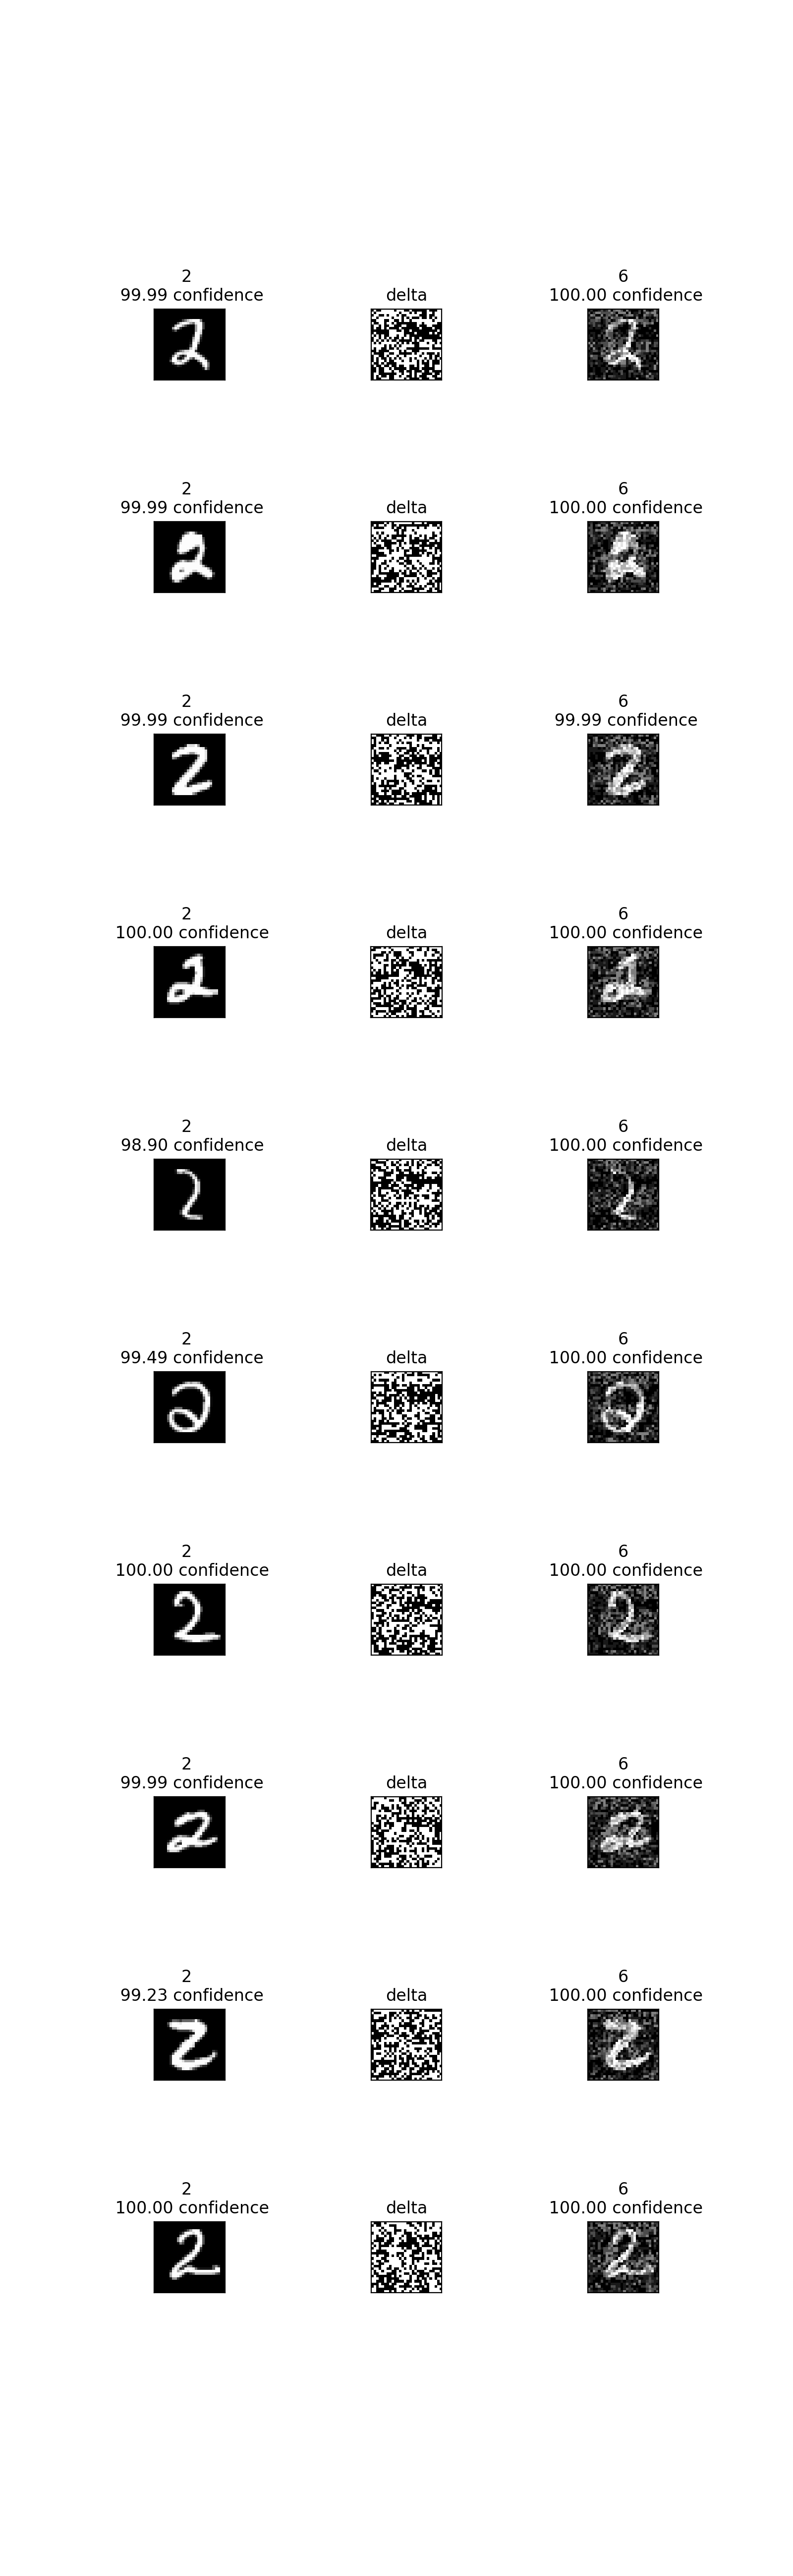 2
99.99 confidence
delta
6
100.00 confidence
2
99.99 confidence
delta
6
100.00 confidence
2
99.99 confidence
delta
6
99.99 confidence
2
100.00 confidence
delta
6
100.00 confidence
2
98.90 confidence
delta
6
100.00 confidence
2
99.49 confidence
delta
6
100.00 confidence
2
100.00 confidence
delta
6
100.00 confidence
2
99.99 confidence
delta
6
100.00 confidence
2
99.23 confidence
delta
6
100.00 confidence
2
100.00 confidence
delta
6
100.00 confidence